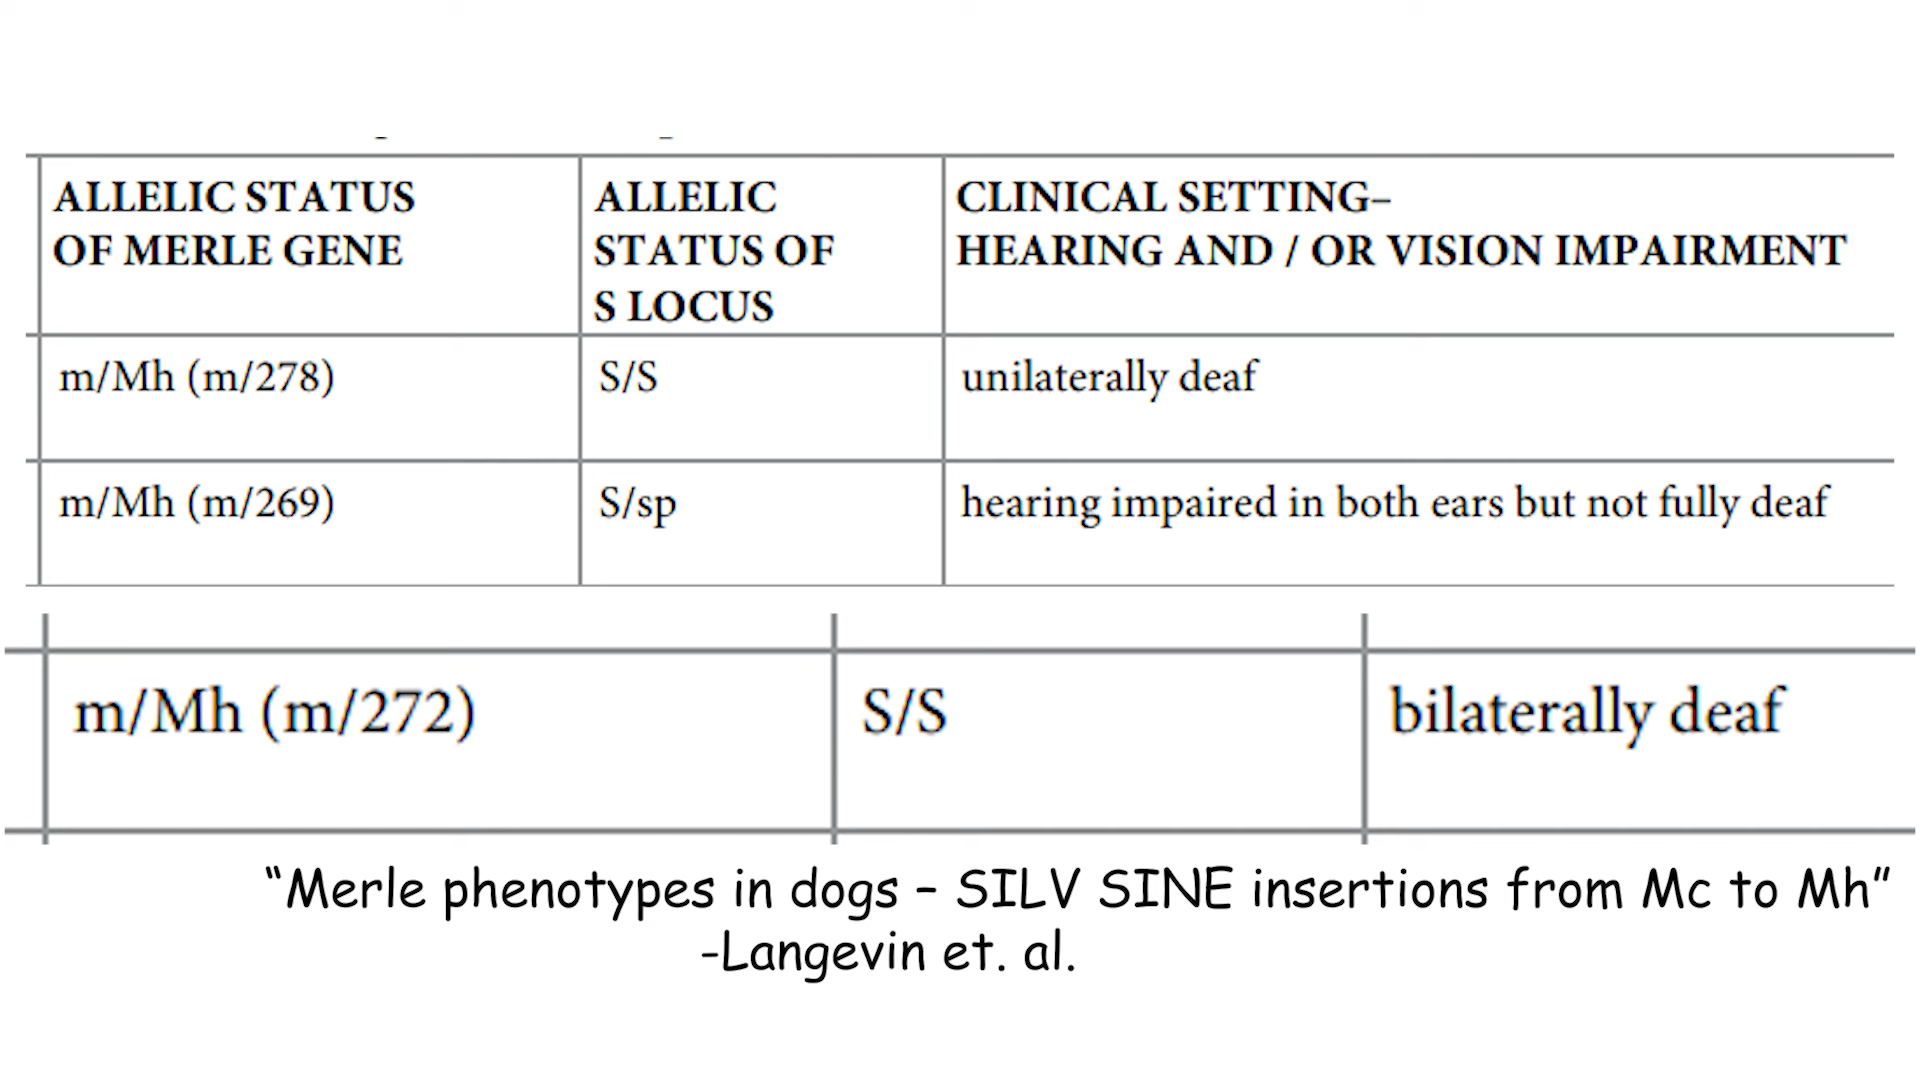 ALLELIC STATUS
OF MERLE GENE
ALLELIC
STATUS OF
S LOCUS
CLINICAL SETTING–
HEARING AND / OR VISION IMPAIRMENT
m/Mh (m/278)
S/S
unilaterally deaf
m/Mh (m/269)
S/sp
hearing impaired in both ears but not fully deaf
m/Mh (m/272)
S/S
bilaterally deaf
“Merle phenotypes in dogs – SILV SINE insertions from Mc to Mh”
-Langevin et. al.